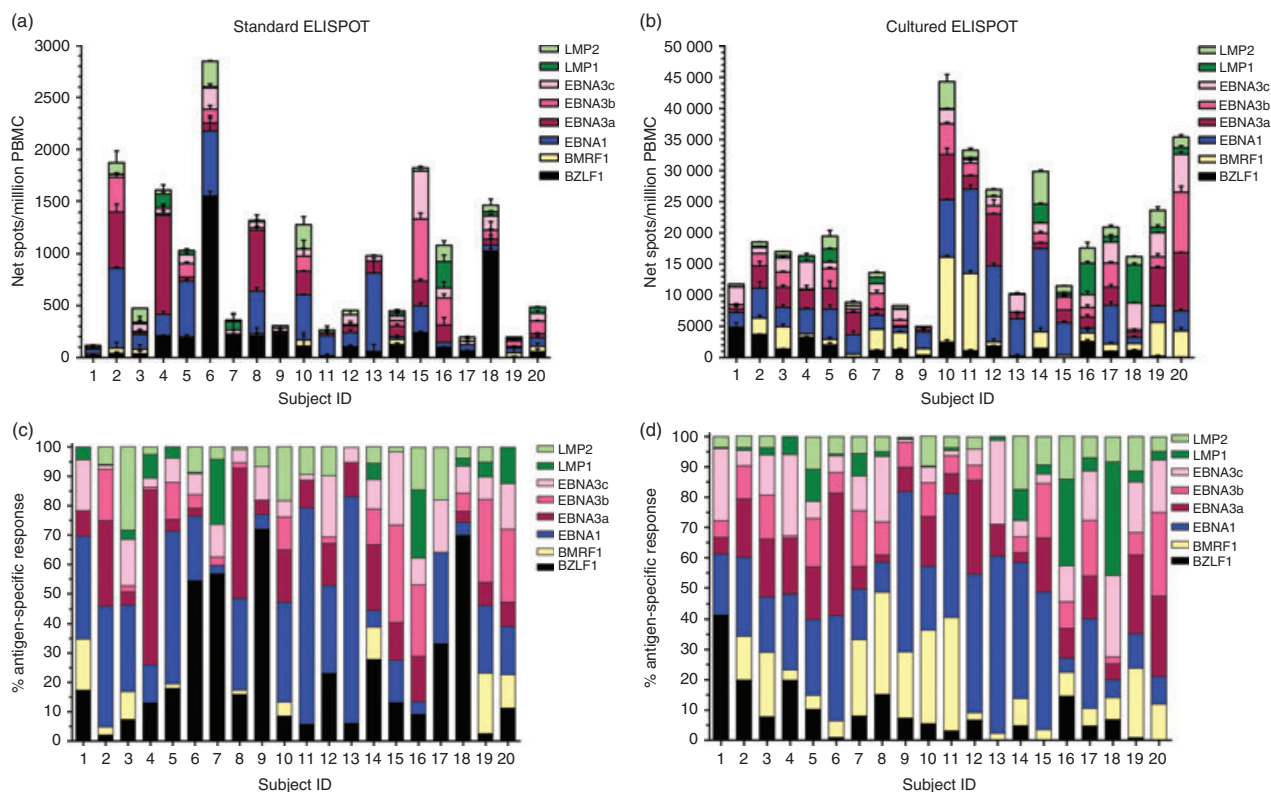 (a)
Standard ELISPOT
Net spots/million PBMC
3000
2500
2000
1500
1000
500
0
1 2 3 4 5 6 7 8 9 10 11 12 13 14 15 16 17 18 19 20
Subject ID
LMP2
LMP1
EBNA3c
EBNA3b
EBNA3a
EBNA1
BMRF1
BZLF1
(b)
Cultured ELISPOT
Net spots/million PBMC
50 000
45 000
40 000
35 000
30 000
25 000
20 000
15 000
10 000
5000
0
1 2 3 4 5 6 7 8 9 10 11 12 13 14 15 16 17 18 19 20
Subject ID
LMP2
LMP1
EBNA3c
EBNA3b
EBNA3a
EBNA1
BMRF1
BZLF1
(c)
% antigen-specific response
100
90
80
70
60
50
40
30
20
10
0
1 2 3 4 5 6 7 8 9 10 11 12 13 14 15 16 17 18 19 20
Subject ID
LMP2
LMP1
EBNA3c
EBNA3b
EBNA3a
EBNA1
BMRF1
BZLF1
(d)
% antigen-specific response
100
90
80
70
60
50
40
30
20
10
0
1 2 3 4 5 6 7 8 9 10 11 12 13 14 15 16 17 18 19 20
Subject ID
LMP2
LMP1
EBNA3c
EBNA3b
EBNA3a
EBNA1
BMRF1
BZLF1